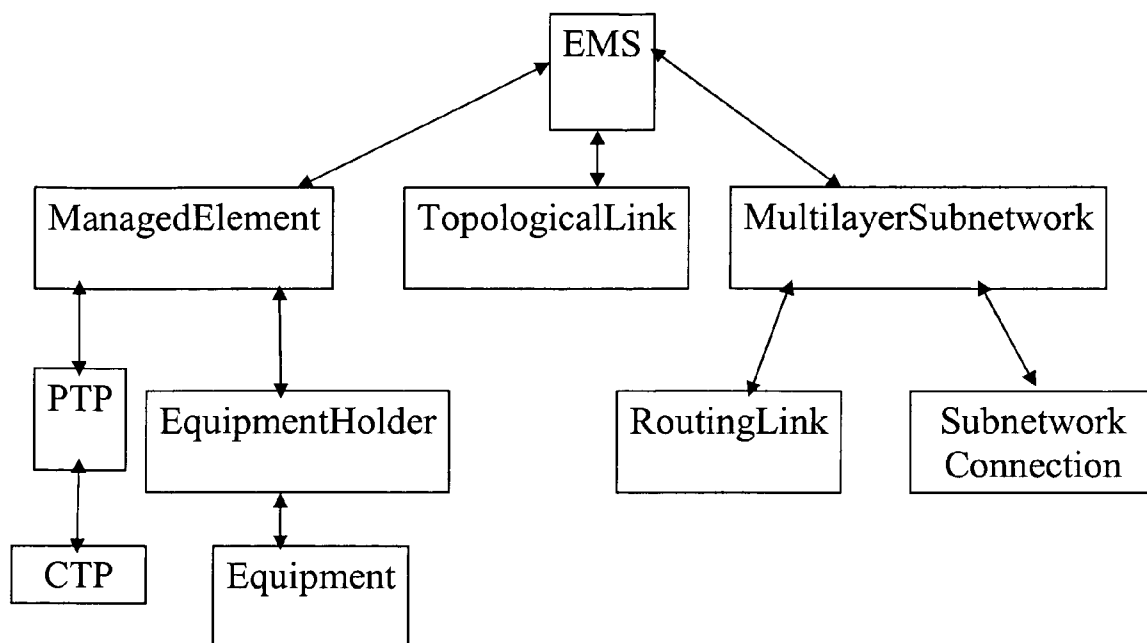 EMS
ManagedElement
TopologicalLink
MultilayerSubnetwork
PTP
EquipmentHolder
RoutingLink
Subnetwork
Connection
CTP
Equipment